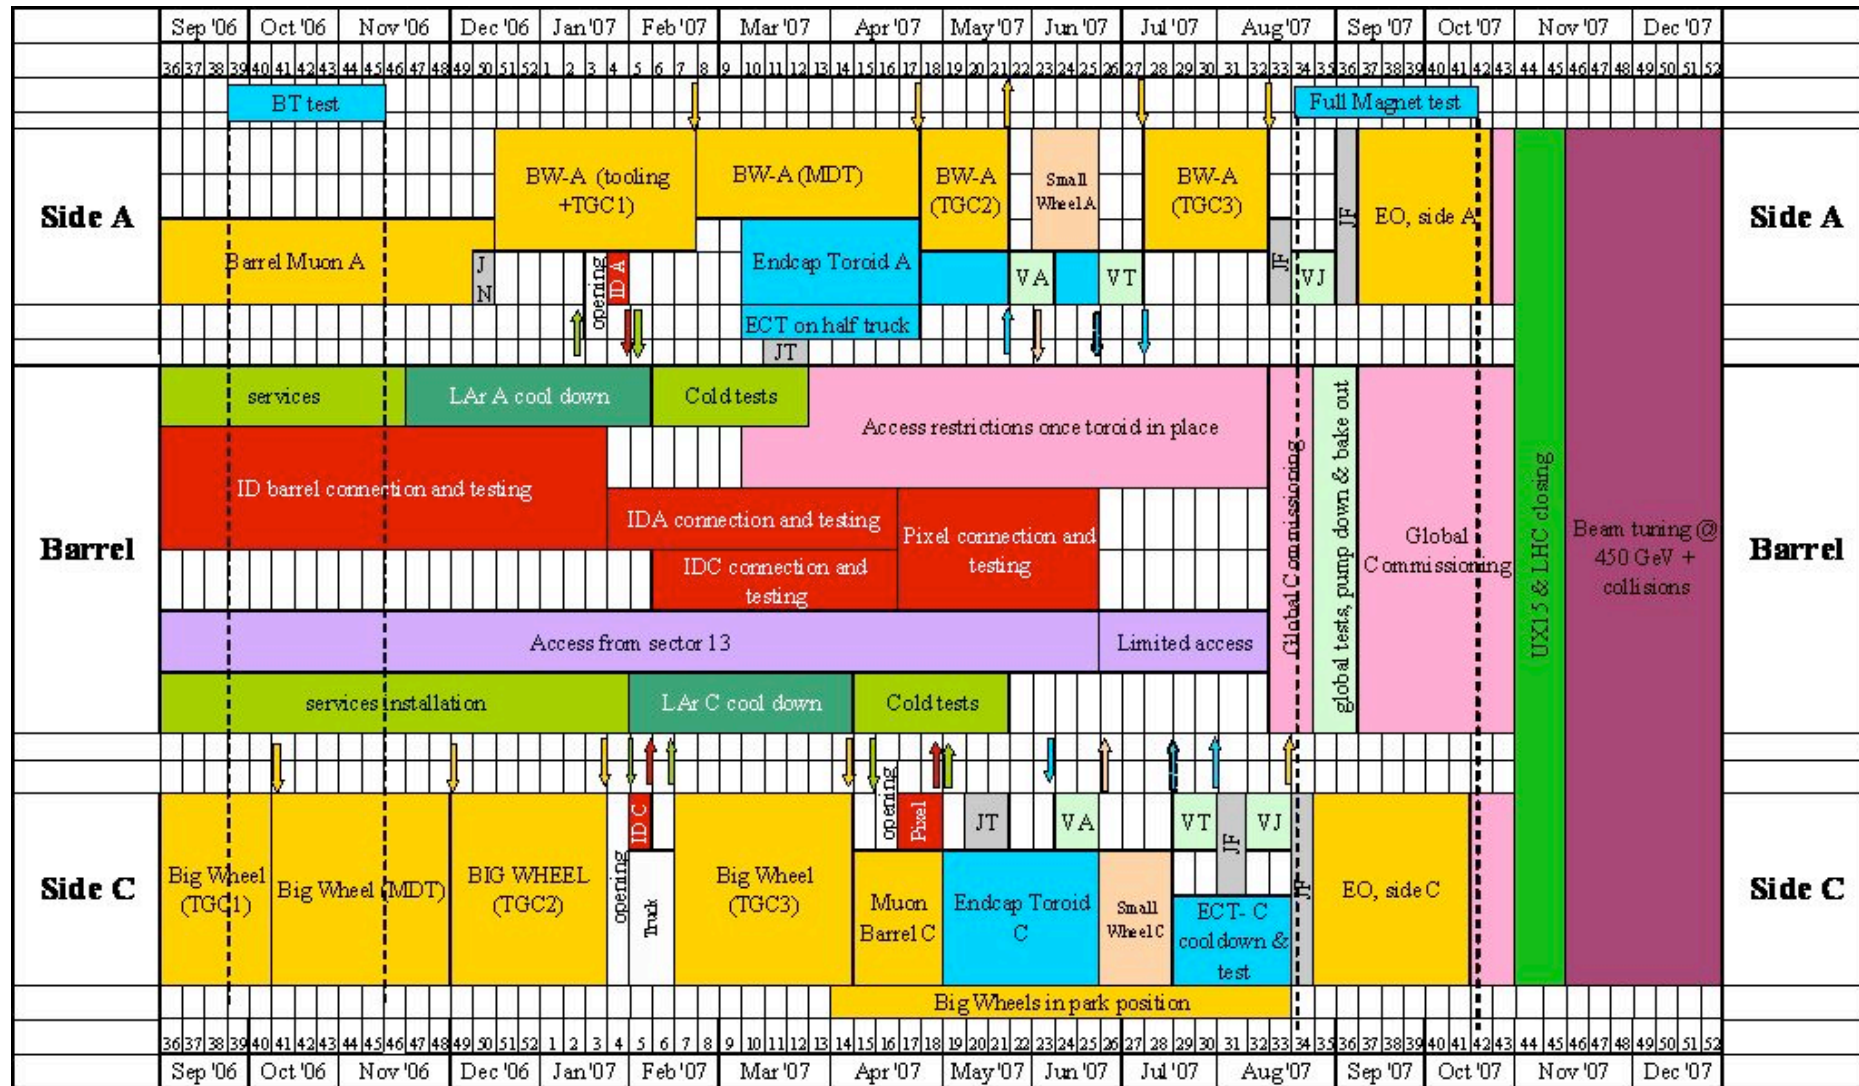 Sep '06 Oct '06 Nov '06 Dec '06 Jan'07 Feb '07 Mar '07 Apr '07 May '07 Jun '07 Jul '07 Aug '07 Sep '07 Oct '07 Nov '07 Dec '07
36 37 38 39 40 41 42 43 44 45 46 47 48 49 50 51 52 1 2 3 4 5 6 7 8 9 10 11 12 13 14 15 16 17 18 19 20 21 22 23 24 25 26 27 28 29 30 31 32 33 34 35 36 37 38 39 40 41 42 43 44 45 46 47 48 49 50 51 52
BT test
Full Magnet test
Side A
Barrel Muon A
J
N
BW-A (tooling
+TGC1)
opening
ID A
BW-A (MDT)
Endcap Toroid A
ECT on half truck
JT
BW-A
(TGC2)
VA
Small
Wheel A
VT
BW-A
(TGC3)
JF
VJ
JF
EO, side A
Side A
Barrel
services
LAr A cool down
Cold tests
Access restrictions once toroid in place
ID barrel connection and testing
IDA connection and testing
IDC connection and
testing
Pixel connection and
testing
Access from sector 13
Limited access
services installation
LAr C cool down
Cold tests
Global Commissioning
global tests, pump down & bake out
Global
Commissioning
UX15 & LHC closing
Beam tuning @
450 GeV +
collisions
Barrel
Side C
Big Wheel
(TGC1)
Big Wheel (MDT)
BIG WHEEL
(TGC2)
opening
ID C
Truck
Big Wheel
(TGC3)
opening
Pixel
Muon
Barrel C
JT
VA
Endcap Toroid
C
Small
Wheel C
VT
JF
VJ
ECT- C
cooldown &
test
JF
EO, side C
Side C
Big Wheels in park position
36 37 38 39 40 41 42 43 44 45 46 47 48 49 50 51 52 1 2 3 4 5 6 7 8 9 10 11 12 13 14 15 16 17 18 19 20 21 22 23 24 25 26 27 28 29 30 31 32 33 34 35 36 37 38 39 40 41 42 43 44 45 46 47 48 49 50 51 52
Sep '06 Oct '06 Nov '06 Dec '06 Jan'07 Feb '07 Mar '07 Apr '07 May '07 Jun '07 Jul '07 Aug '07 Sep '07 Oct '07 Nov '07 Dec '07